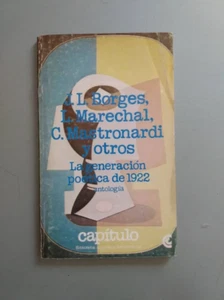 J. L. Borges,
L. Marechal,
C. Mastronardi
y otros
La generación
poética de 1922
antología
capítulo